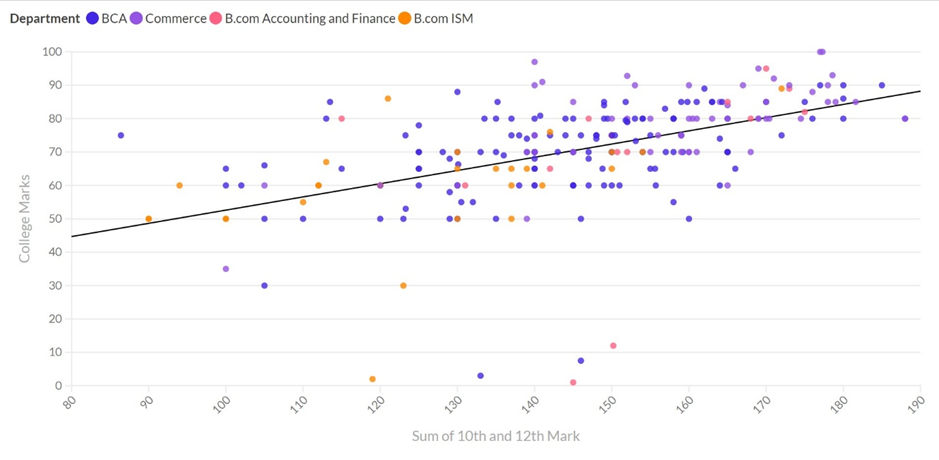 Department BCA Commerce B.com Accounting and Finance B.com ISM
100
90
80
70
60
50
40
30
20
10
0
College Marks
80 90 100 110 120 130 140 150 160 170 180 190
Sum of 10th and 12th Mark